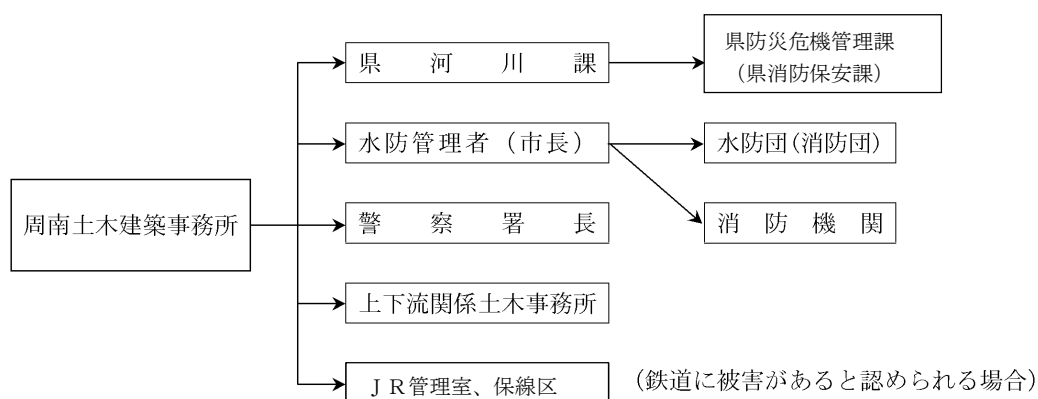 県河川課
県防災危機管理課
（県消防保安課）
水防管理者（市長）
水防団（消防団）
周南土木建築事務所
警察署長
消防機関
上下流関係土木事務所
ＪＲ管理室、保線区
（鉄道に被害があると認められる場合）